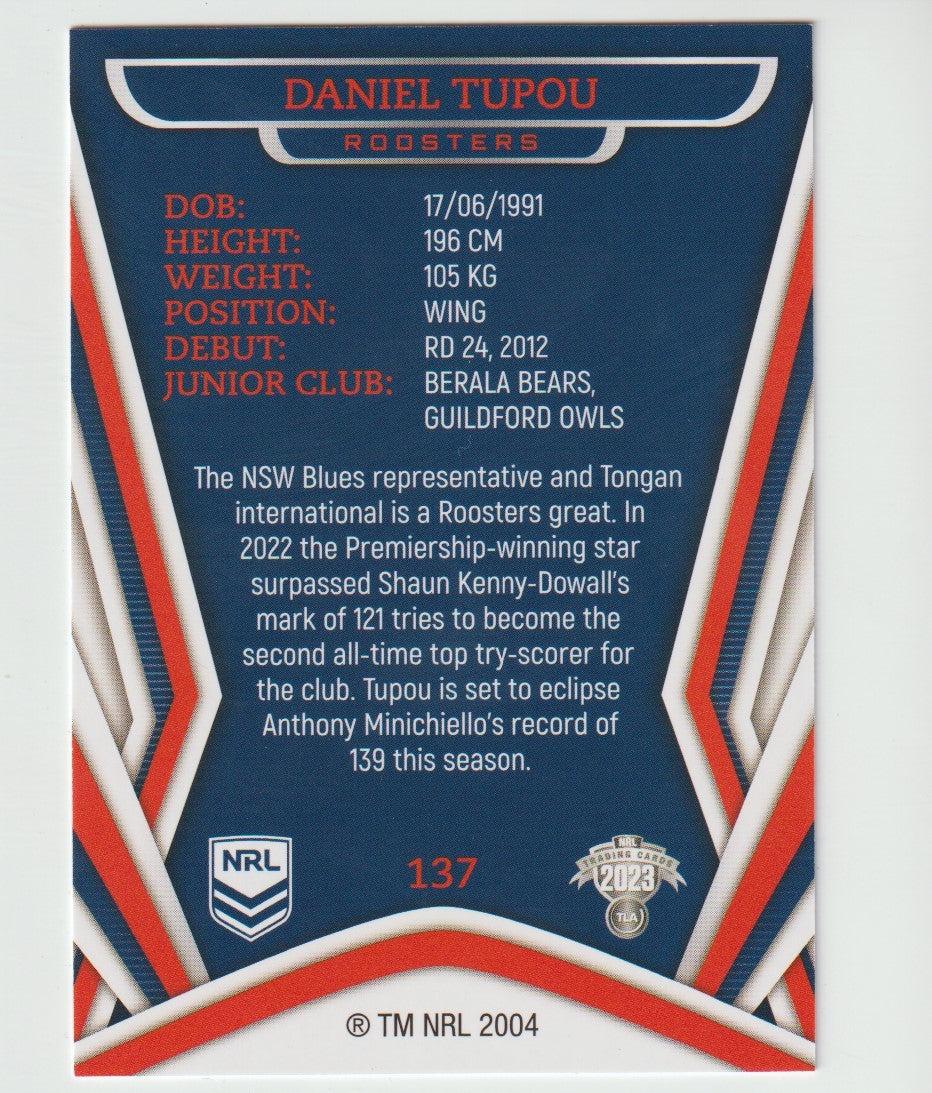 DANIEL TUPOU
ROOSTERS
DOB: 17/06/1991
HEIGHT: 196 CM
WEIGHT: 105 KG
POSITION: WING
DEBUT: RD 24, 2012
JUNIOR CLUB: BERALA BEARS,
GUILDFORD OWLS
The NSW Blues representative and Tongan
international is a Roosters great. In
2022 the Premiership-winning star
surpassed Shaun Kenny-Dowall's
mark of 121 tries to become the
second all-time top try-scorer for
the club. Tupou is set to eclipse
Anthony Minichiello's record of
139 this season.
NRL
137
NRL
TRADING CARDS
2023
TLA
® TM NRL 2004